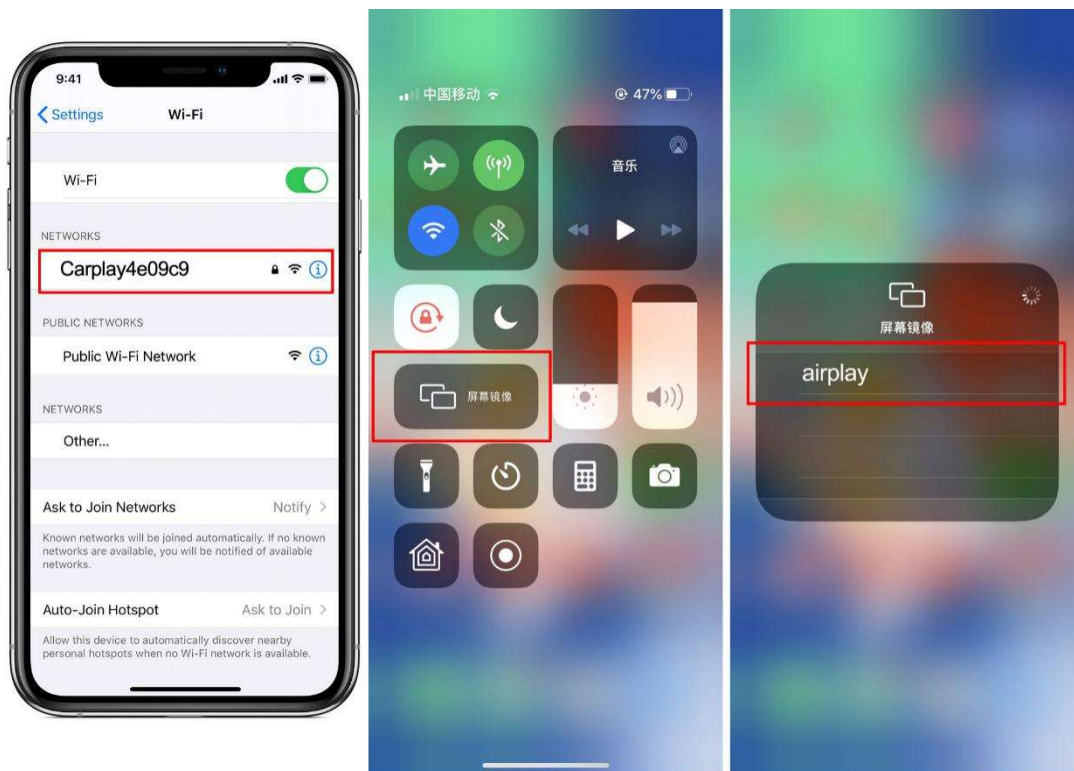 9:41
Settings
Wi-Fi
Wi-Fi
NETWORKS
Carplay4e09c9
PUBLIC NETWORKS
Public Wi-Fi Network
NETWORKS
Other...
Ask to Join Networks
Notify
Known networks will be joined automatically. If no known
networks are available, you will be notified of available
networks.
Auto-Join Hotspot
Ask to Join
Allow this device to automatically discover nearby
personal hotspots when no Wi-Fi network is available.
中国移动
47%
音乐
屏幕镜像
屏幕镜像
airplay